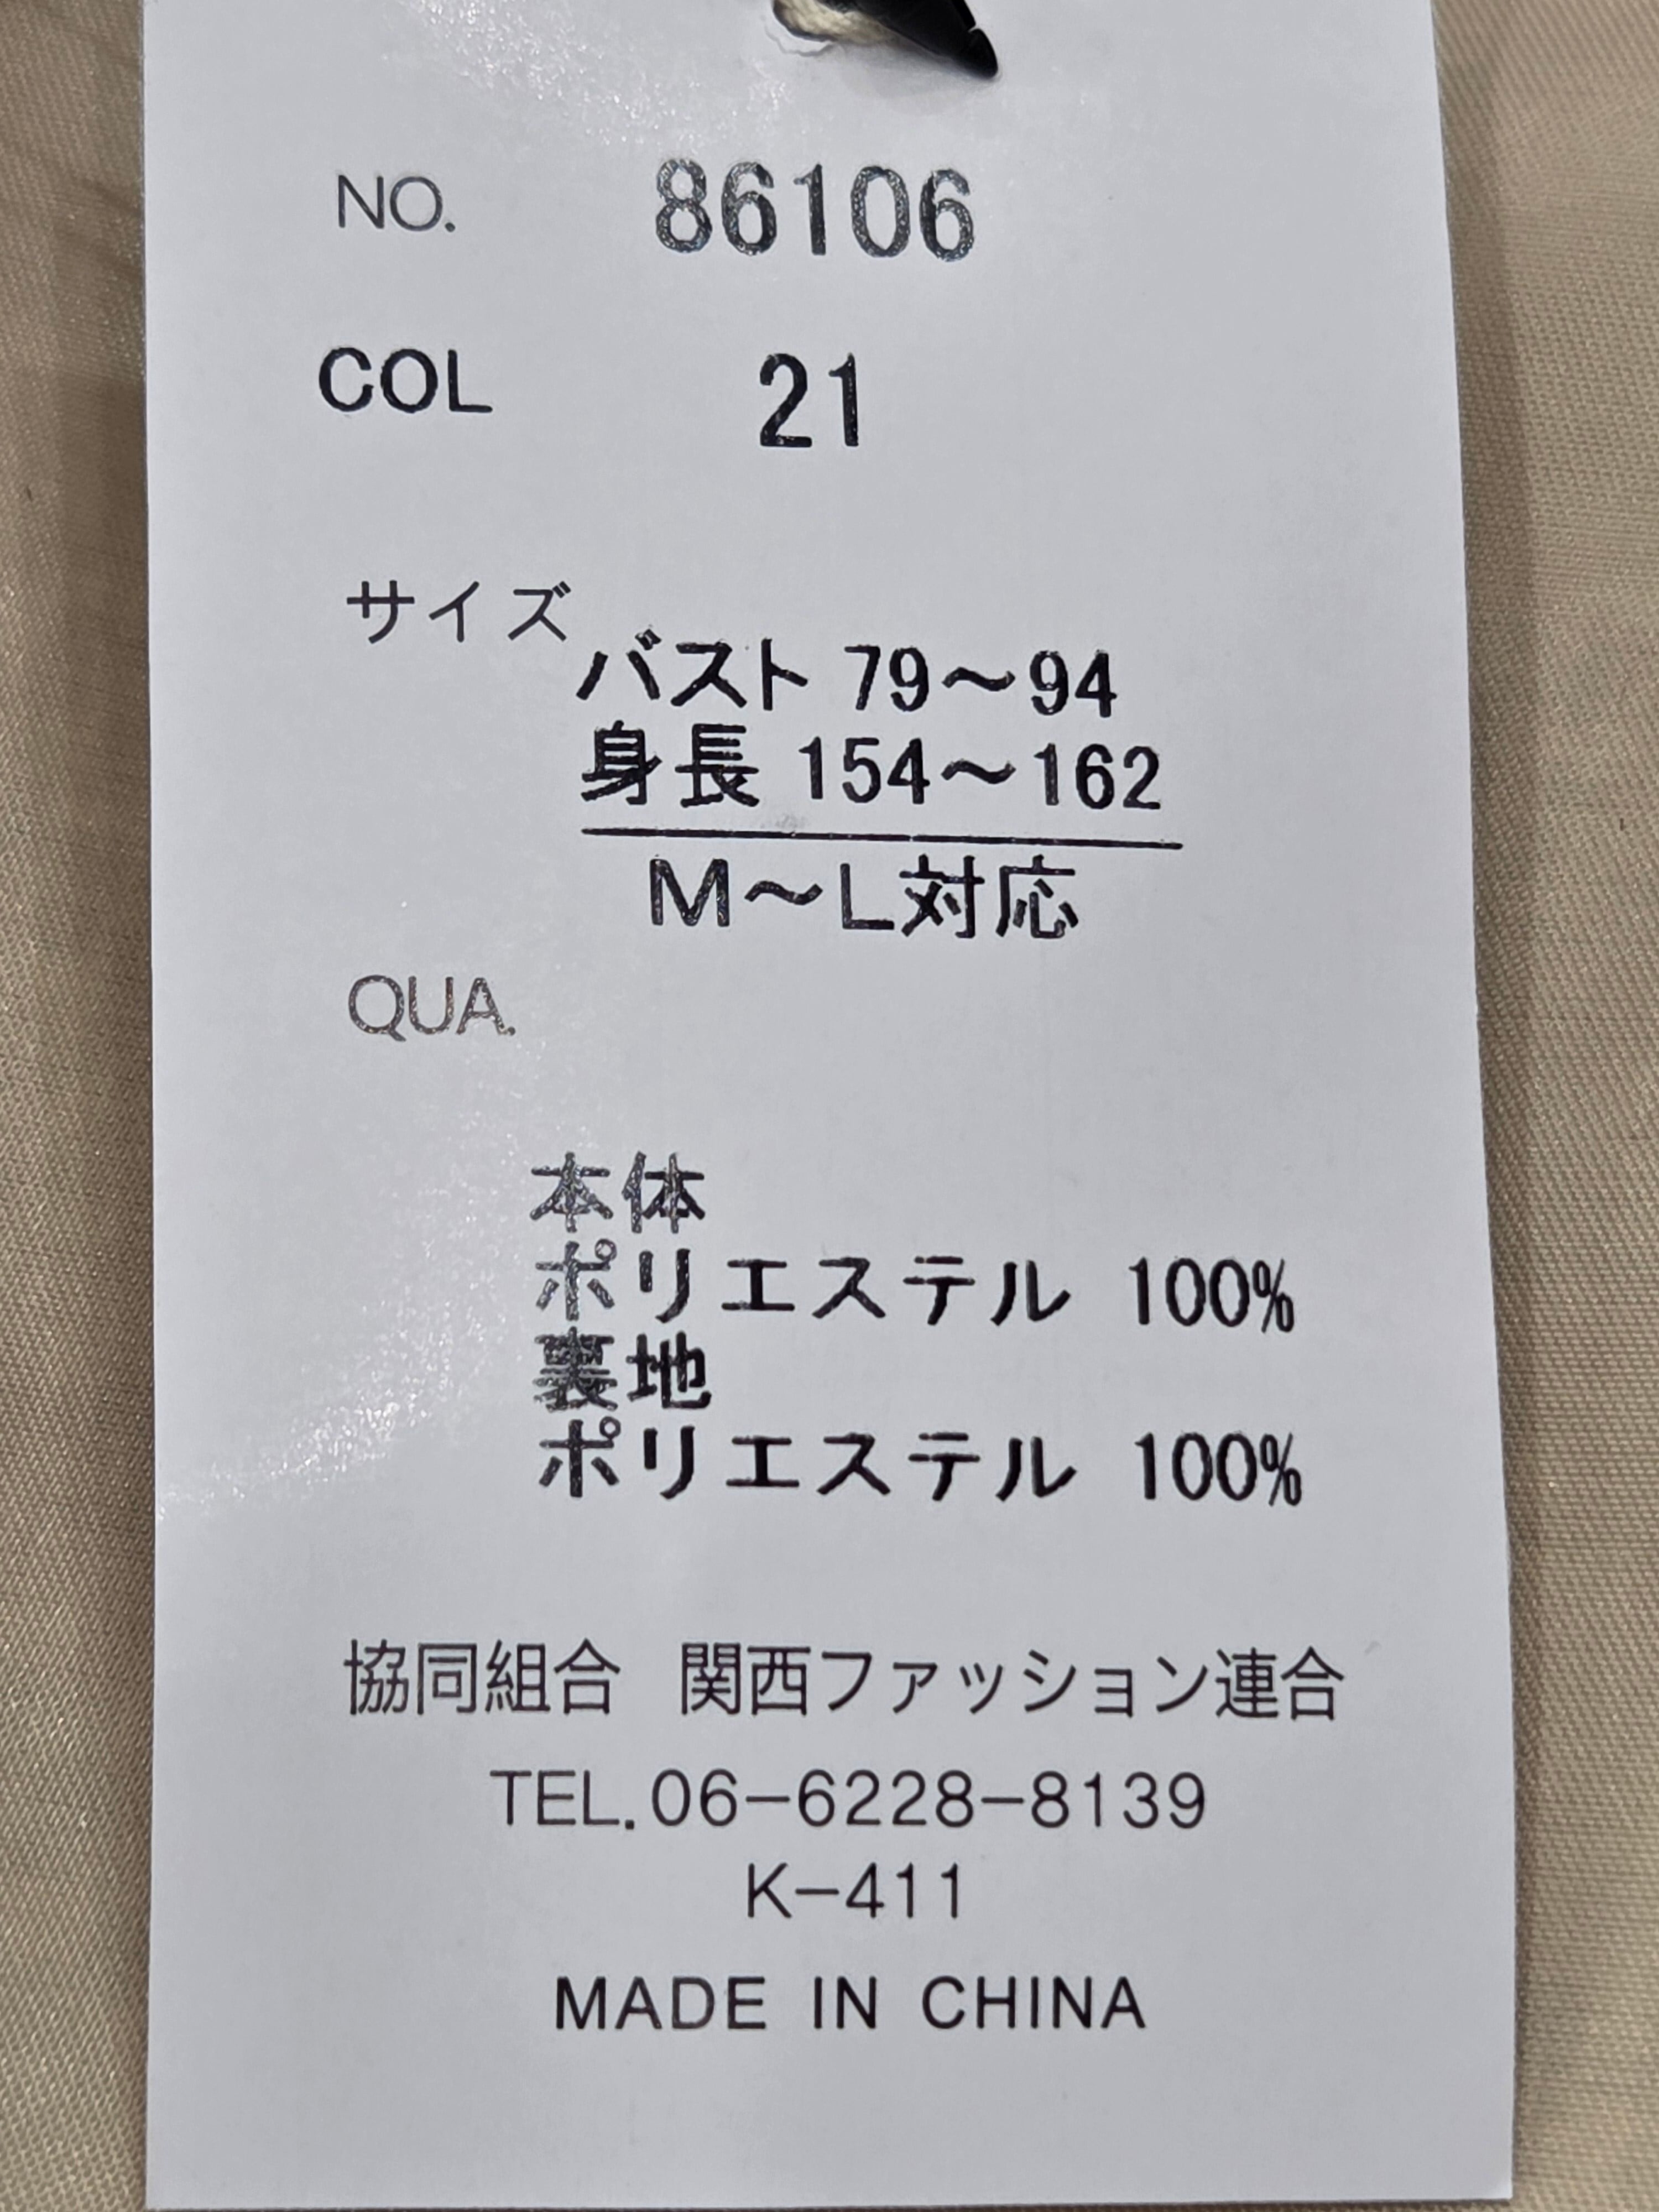 NO. 86106
COL 21
サイズ
バスト 79～94
身長 154～162
M～L対応
QUA.
本体
ポリエステル 100%
裏地
ポリエステル 100%
協同組合 関西ファッション連合
TEL.06-6228-8139
K-411
MADE IN CHINA